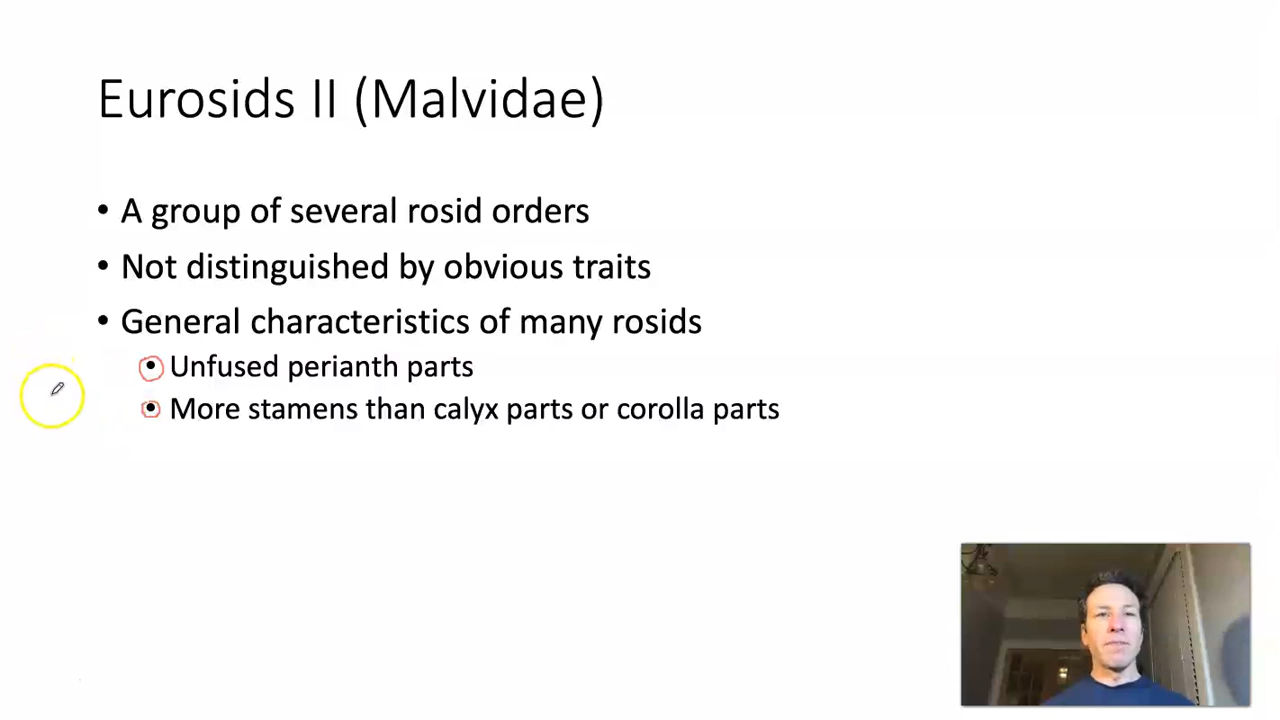 Eurosids II (Malvidae)
• A group of several rosid orders
• Not distinguished by obvious traits
• General characteristics of many rosids
• Unfused perianth parts
• More stamens than calyx parts or corolla parts